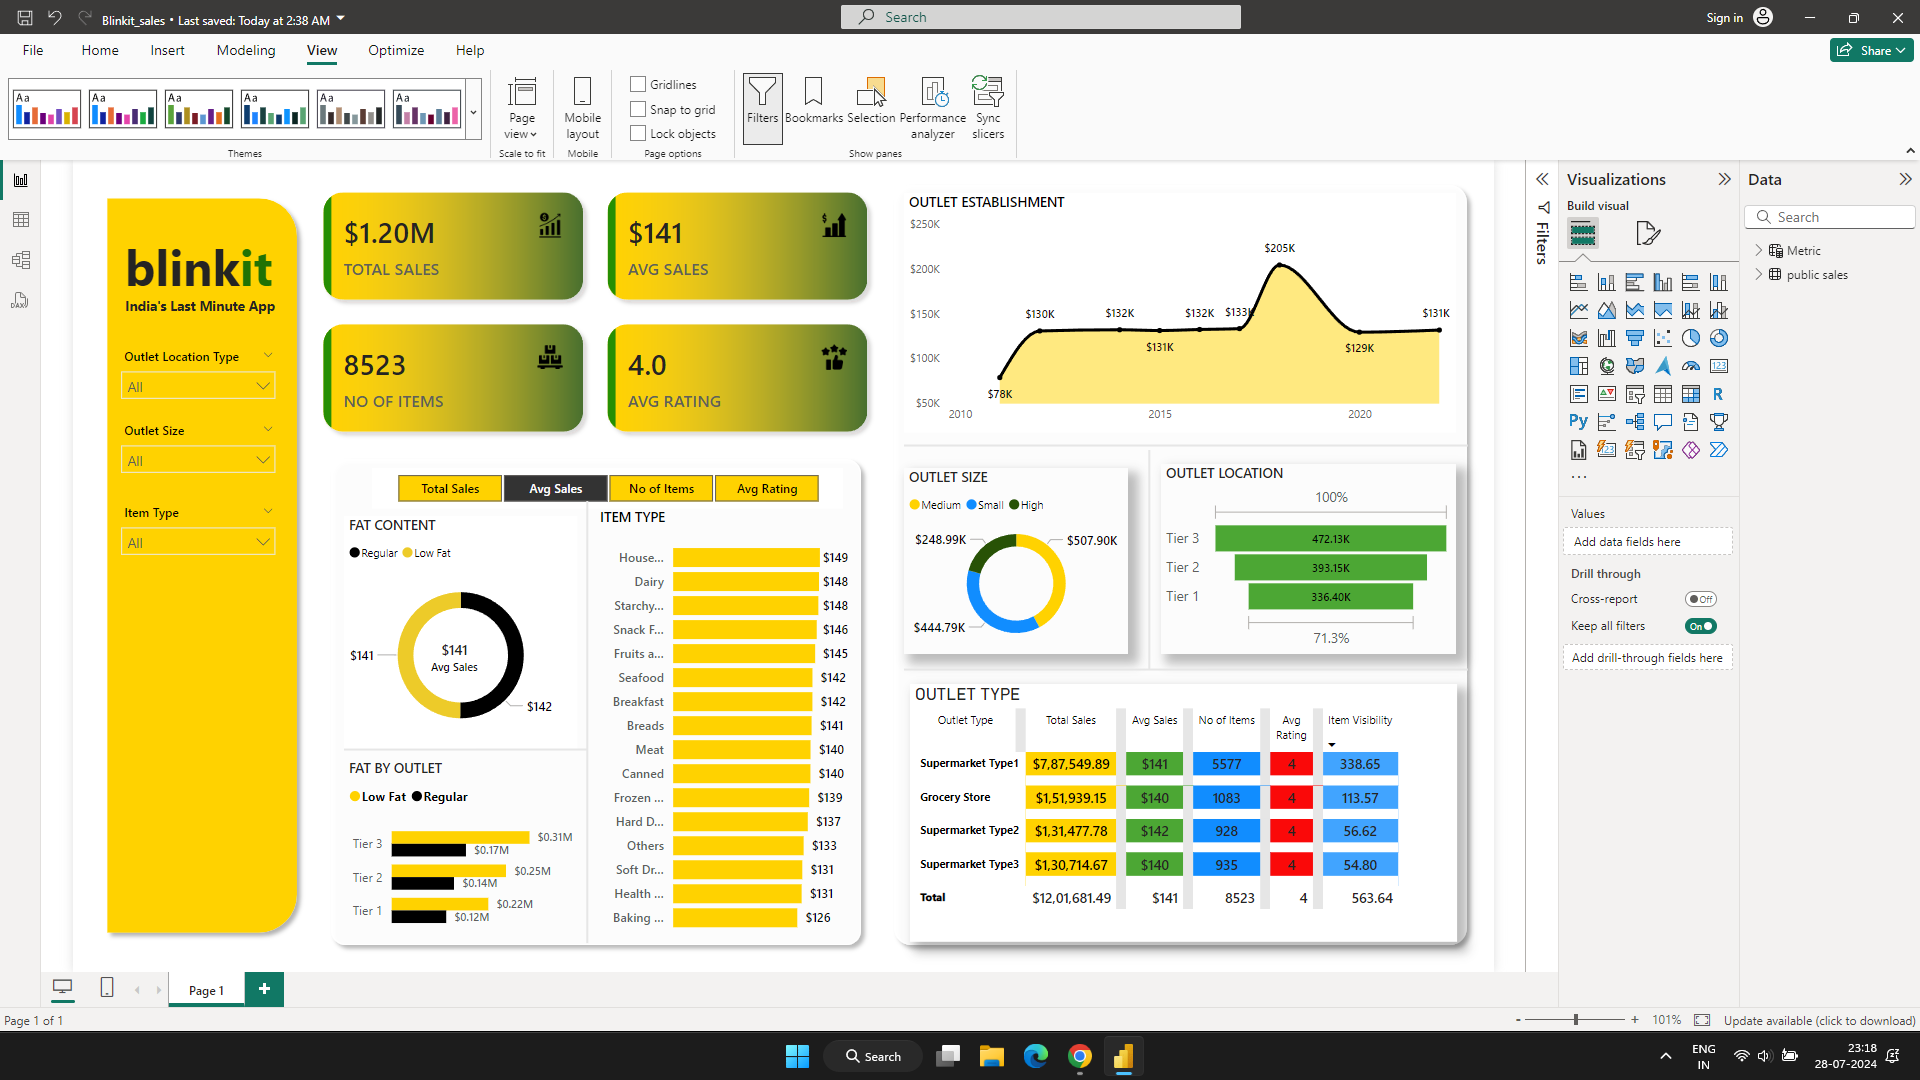 Blinkit_sales • Last saved: Today at 2:38 AM
Search
Sign in
File Home Insert Modeling View Optimize Help
Share
Aa Aa Aa Aa Aa Aa
Themes
Page view
Scale to fit
Mobile layout
Mobile
Gridlines
Snap to grid
Lock objects
Page options
Filters
Bookmarks
Selection
Performance analyzer
Sync slicers
Show panes
blinkit
India's Last Minute App
Outlet Location Type
All
Outlet Size
All
Item Type
All
$1.20M
TOTAL SALES
$141
AVG SALES
8523
NO OF ITEMS
4.0
AVG RATING
Total Sales Avg Sales No of Items Avg Rating
FAT CONTENT
Regular Low Fat
$141
$141
Avg Sales
$142
FAT BY OUTLET
Low Fat Regular
Tier 3 $0.31M
$0.17M
Tier 2 $0.25M
$0.14M
Tier 1 $0.22M
$0.12M
ITEM TYPE
House... $149
Dairy $148
Starchy... $148
Snack F... $146
Fruits a... $145
Seafood $142
Breakfast $142
Breads $141
Meat $140
Canned $140
Frozen ... $139
Hard D... $137
Others $133
Soft Dr... $131
Health ... $131
Baking ... $126
OUTLET ESTABLISHMENT
$250K
$200K
$150K
$100K
$50K
$78K
$130K
$132K
$131K
$132K
$133K
$205K
$129K
$131K
2010 2015 2020
OUTLET SIZE
Medium Small High
$248.99K
$507.90K
$444.79K
OUTLET LOCATION
100%
Tier 3 472.13K
Tier 2 393.15K
Tier 1 336.40K
71.3%
OUTLET TYPE
Outlet Type Total Sales Avg Sales No of Items Avg Rating Item Visibility
Supermarket Type1 $7,87,549.89 $141 5577 4 338.65
Grocery Store $1,51,939.15 $140 1083 4 113.57
Supermarket Type2 $1,31,477.78 $142 928 4 56.62
Supermarket Type3 $1,30,714.67 $140 935 4 54.80
Total $12,01,681.49 $141 8523 4 563.64
Filters
Visualizations
Build visual
123
R
Py
123
...
Values
Add data fields here
Drill through
Cross-report Off
Keep all filters On
Add drill-through fields here
Data
Search
Metric
public sales
DAX
Page 1
+
Page 1 of 1
- + 101%
Update available (click to download)
Search
ENG
IN
23:18
28-07-2024